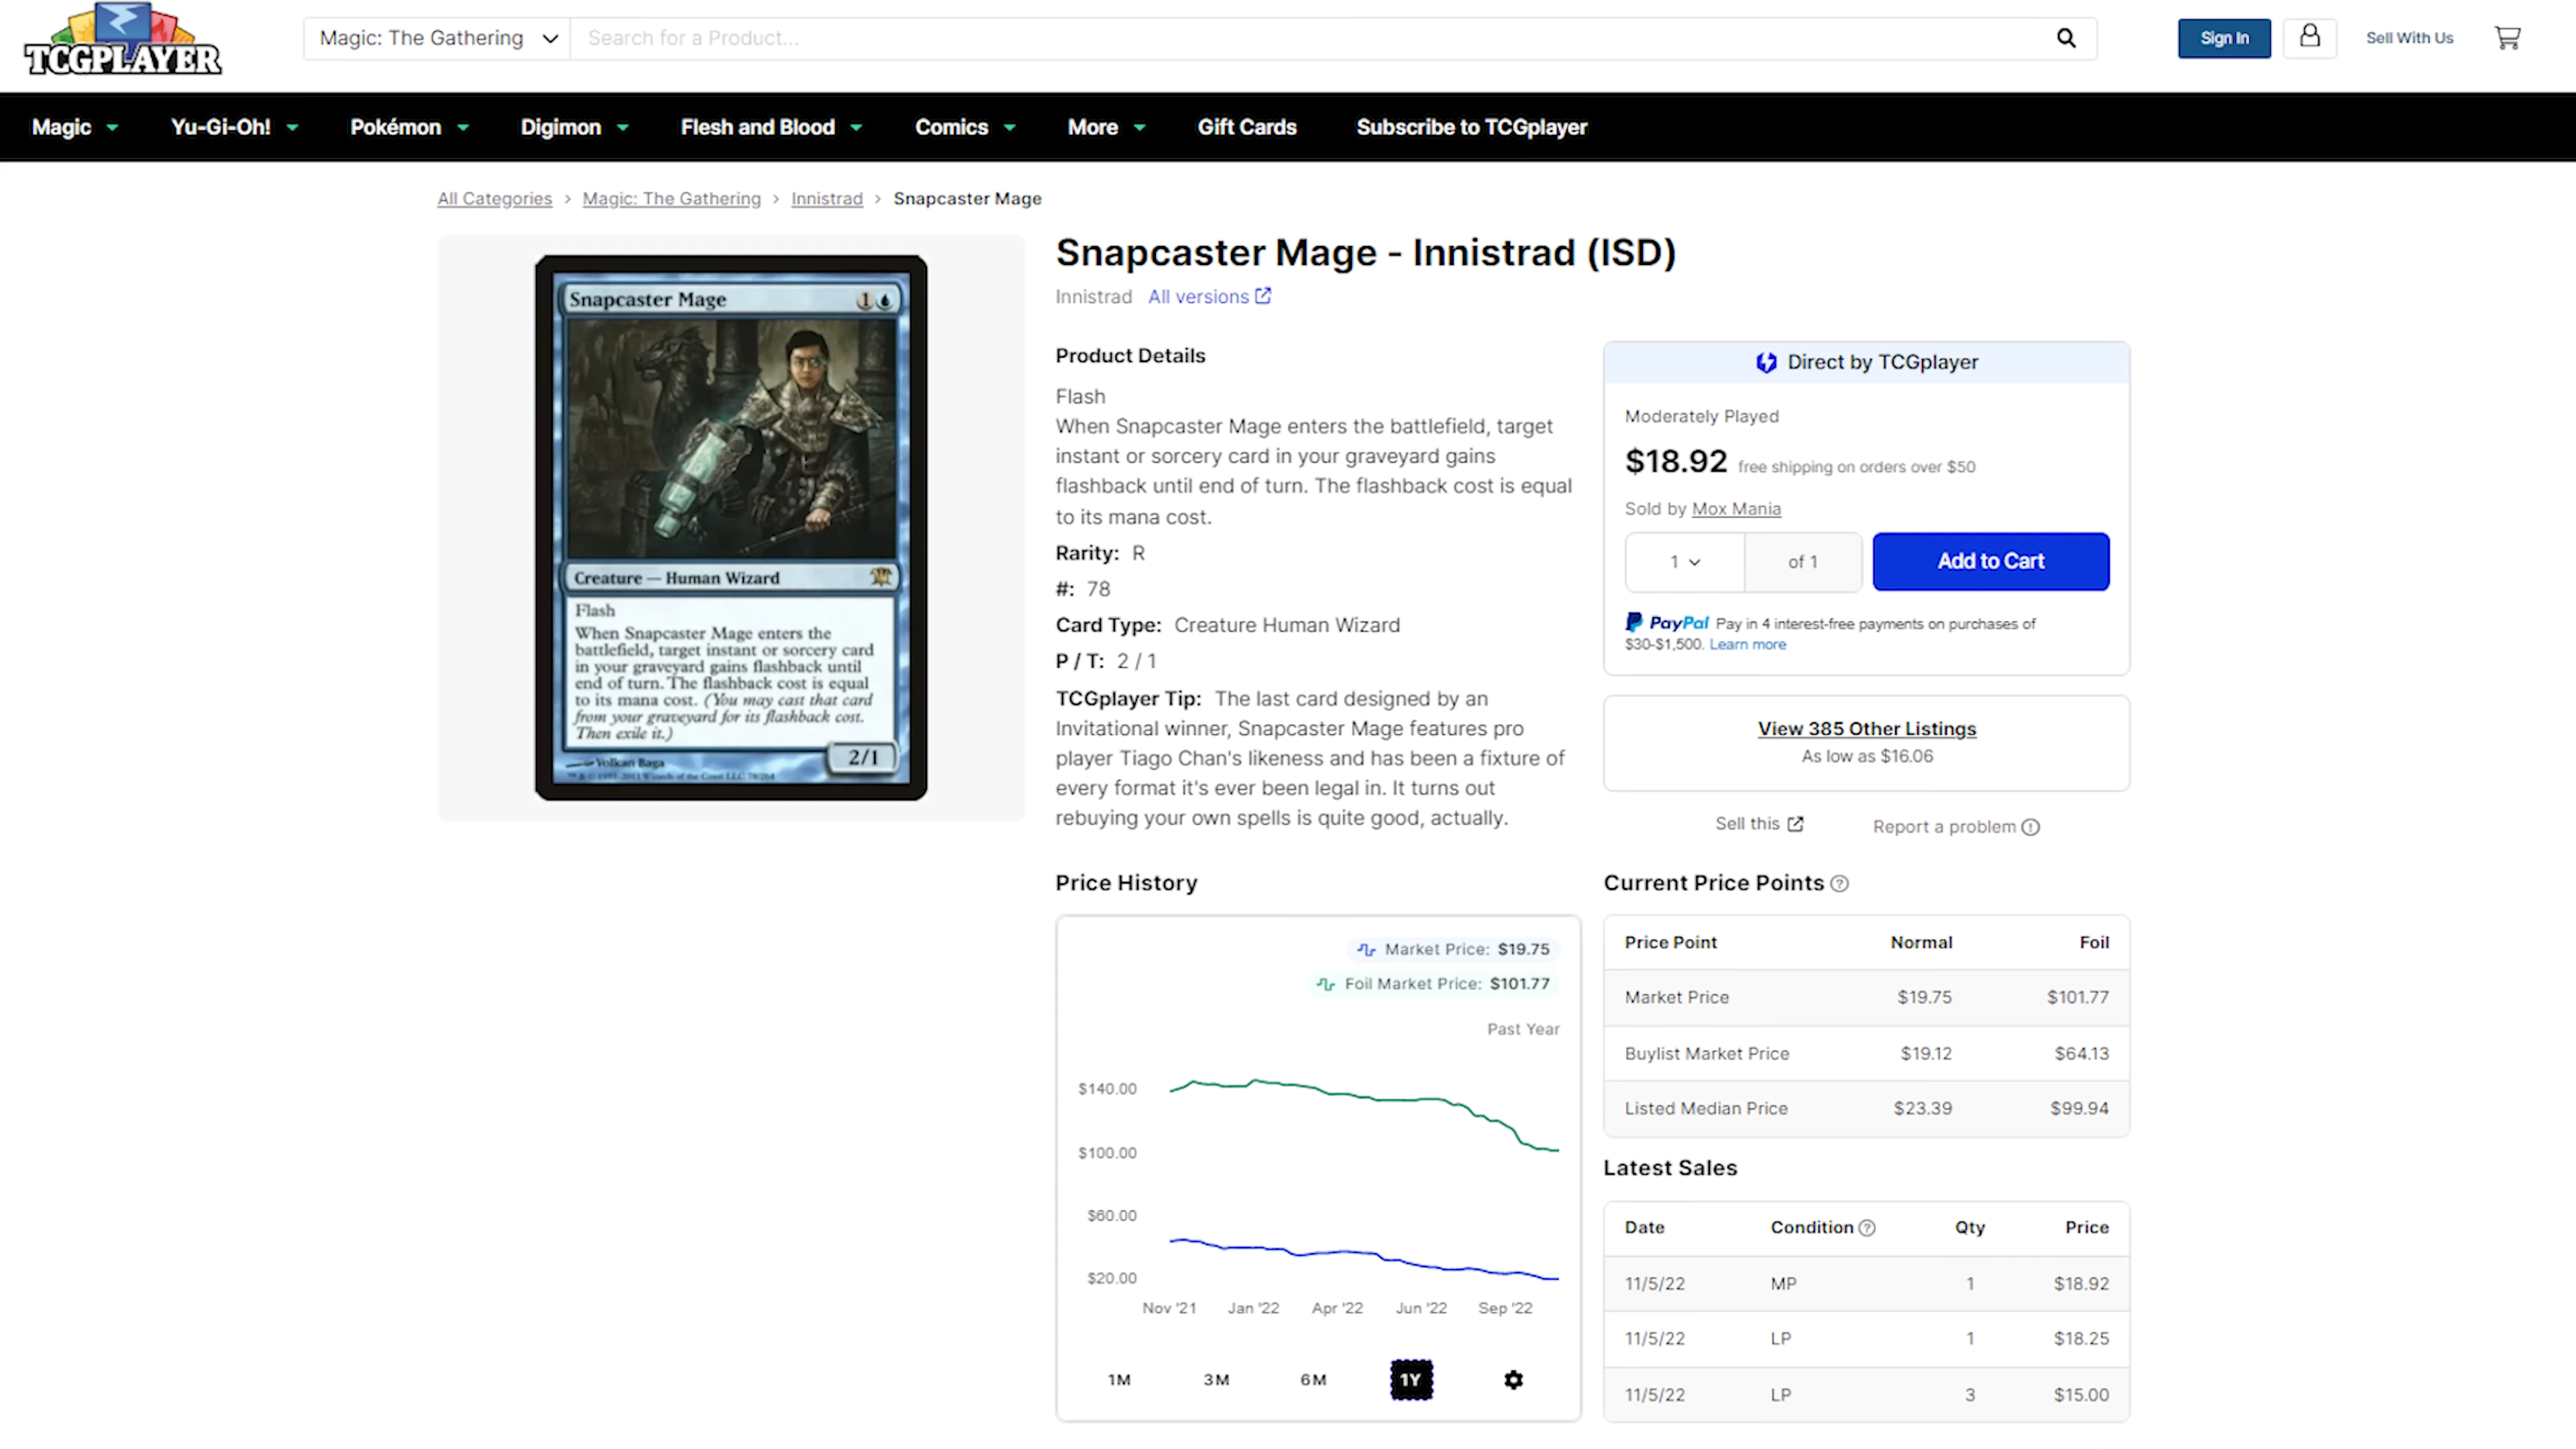 TCGPLAYER
Magic: The Gathering
Search for a Product...
Sign In
Sell With Us
Magic
Yu-Gi-Oh!
Pokémon
Digimon
Flesh and Blood
Comics
More
Gift Cards
Subscribe to TCGplayer
All Categories > Magic: The Gathering > Innistrad > Snapcaster Mage
Snapcaster Mage
1
Creature — Human Wizard
Flash
When Snapcaster Mage enters the
battlefield, target instant or sorcery card
in your graveyard gains flashback until
end of turn. The flashback cost is equal
to its mana cost. (You may cast that card
from your graveyard for its flashback cost.
Then exile it.)
2/1
Volkan Baga
™ & © 1993-2011 Wizards of the Coast LLC 78/264
Snapcaster Mage - Innistrad (ISD)
Innistrad All versions
Product Details
Flash
When Snapcaster Mage enters the battlefield, target
instant or sorcery card in your graveyard gains
flashback until end of turn. The flashback cost is equal
to its mana cost.
Rarity: R
#: 78
Card Type: Creature Human Wizard
P / T: 2 / 1
TCGplayer Tip: The last card designed by an
Invitational winner, Snapcaster Mage features pro
player Tiago Chan's likeness and has been a fixture of
every format it's ever been legal in. It turns out
rebuying your own spells is quite good, actually.
Direct by TCGplayer
Moderately Played
$18.92 free shipping on orders over $50
Sold by Mox Mania
1 of 1
Add to Cart
PayPal Pay in 4 interest-free payments on purchases of
$30-$1,500. Learn more
View 385 Other Listings
As low as $16.06
Sell this
Report a problem
Price History
Market Price: $19.75
Foil Market Price: $101.77
Past Year
$140.00
$100.00
$60.00
$20.00
Nov '21 Jan '22 Apr '22 Jun '22 Sep '22
1M 3M 6M 1Y
Current Price Points
Price Point Normal Foil
Market Price $19.75 $101.77
Buylist Market Price $19.12 $64.13
Listed Median Price $23.39 $99.94
Latest Sales
Date Condition Qty Price
11/5/22 MP 1 $18.92
11/5/22 LP 1 $18.25
11/5/22 LP 3 $15.00